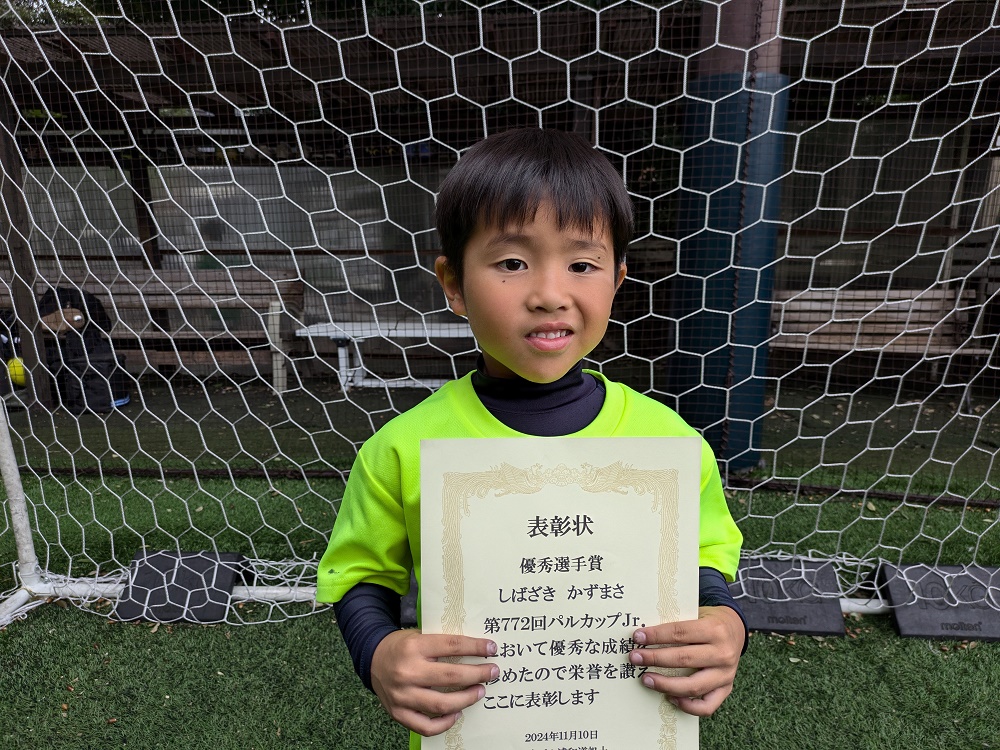 表彰状
優秀選手賞
しばざき かずまさ
第772回パルカップJr.
において優秀な成績
めたので栄誉を讃え
ここに表彰します
2024年11月10日
molten
molten